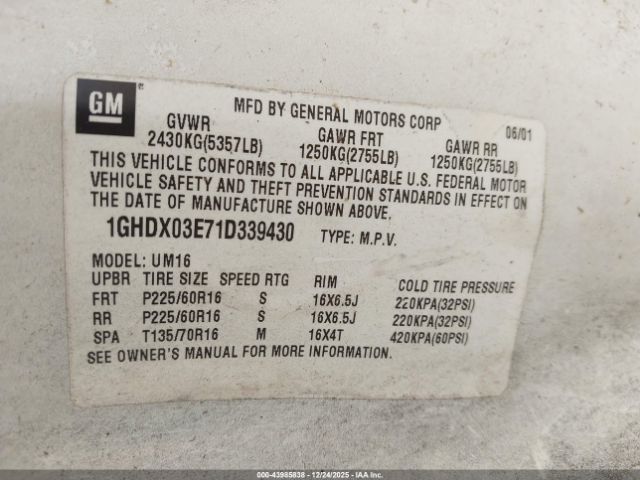 GM ®
MFD BY GENERAL MOTORS CORP 06/01
GVWR GAWR FRT GAWR RR
2430KG(5357LB) 1250KG(2755LB) 1250KG(2755LB)
THIS VEHICLE CONFORMS TO ALL APPLICABLE U.S. FEDERAL MOTOR
VEHICLE SAFETY AND THEFT PREVENTION STANDARDS IN EFFECT ON
THE DATE OF MANUFACTURE SHOWN ABOVE.
1GHDX03E71D339430 TYPE: M.P.V.
MODEL: UM16
UPBR TIRE SIZE SPEED RTG RIM COLD TIRE PRESSURE
FRT P225/60R16 S 16X6.5J 220KPA(32PSI)
RR P225/60R16 S 16X6.5J 220KPA(32PSI)
SPA T135/70R16 M 16X4T 420KPA(60PSI)
SEE OWNER'S MANUAL FOR MORE INFORMATION.
000-43985838 • 12/24/2025 • IAAI.COM